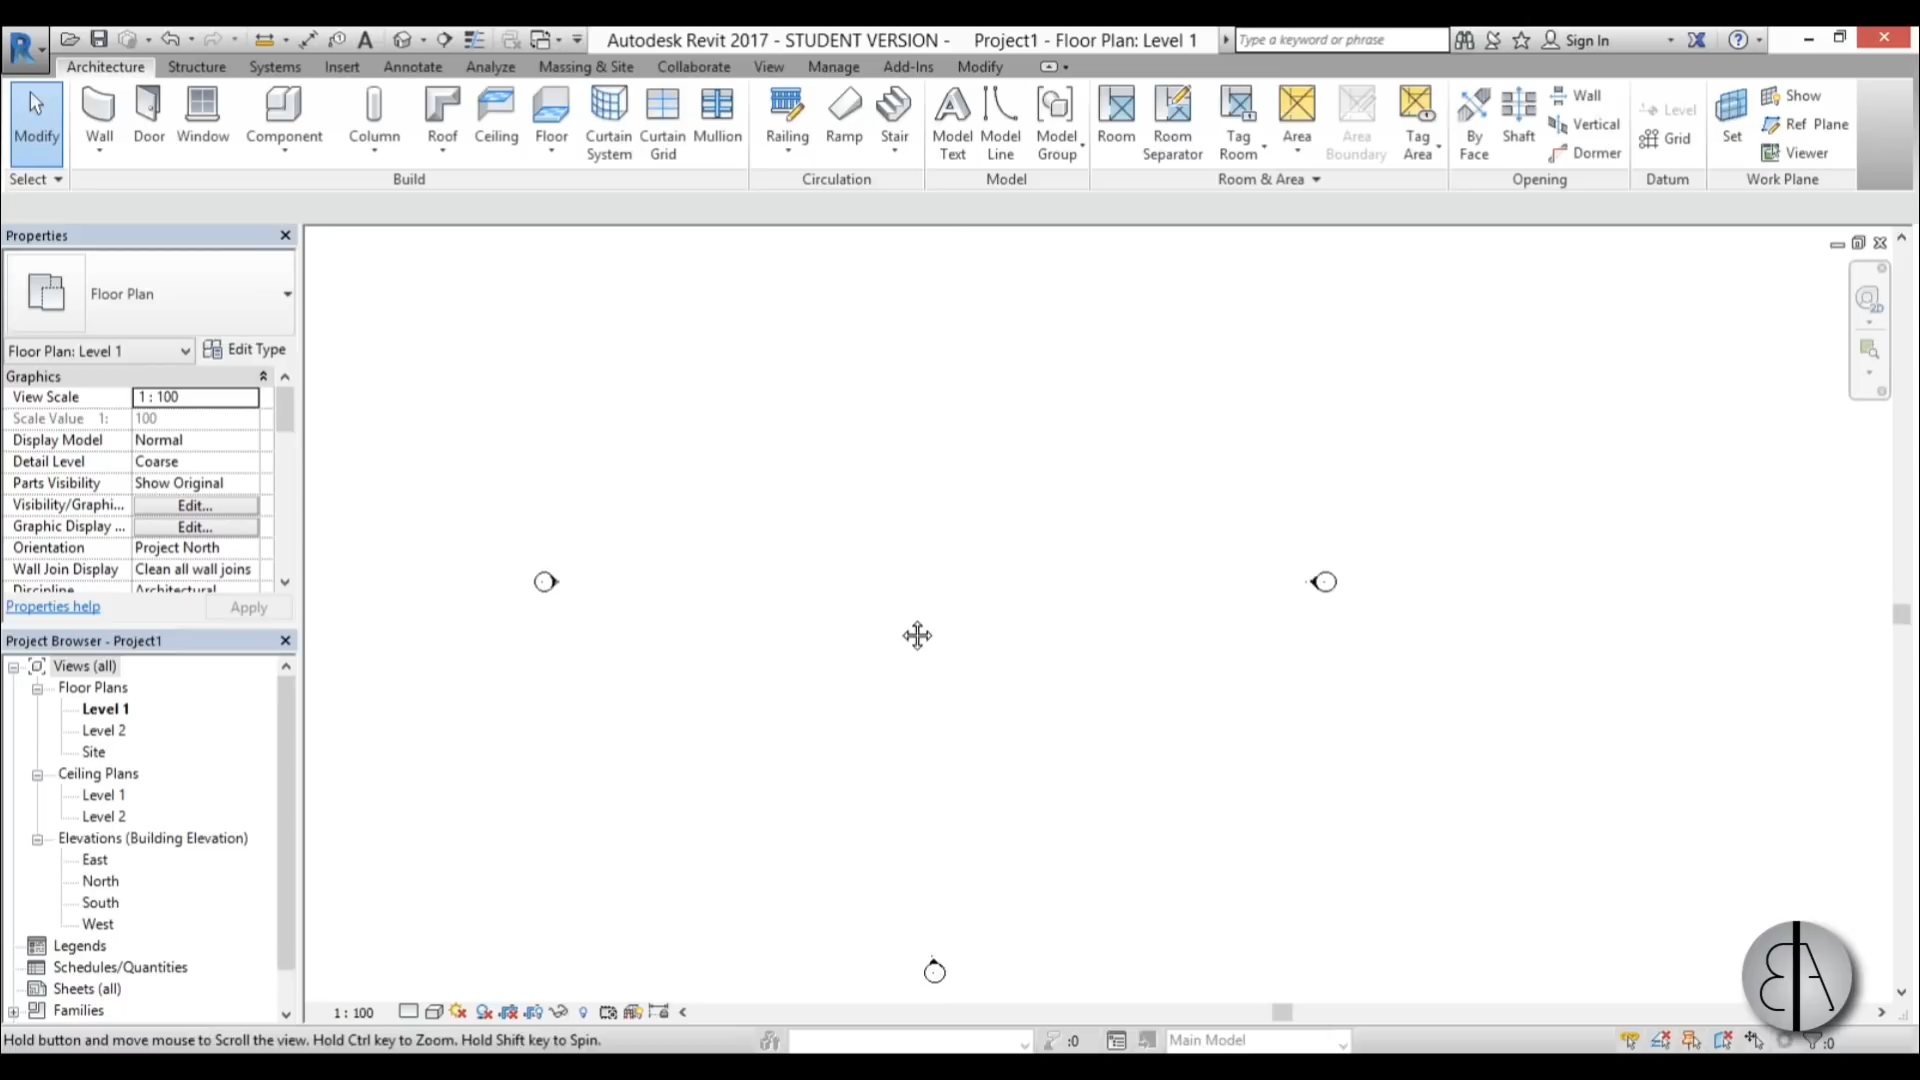 Autodesk Revit 2017 - STUDENT VERSION - Project1 - Floor Plan: Level 1
Type a keyword or phrase
Sign In
Architecture Structure Systems Insert Annotate Analyze Massing & Site Collaborate View Manage Add-Ins Modify
Modify
Wall
Door
Window
Component
Column
Roof
Ceiling
Floor
Curtain System
Curtain Grid
Mullion
Railing
Ramp
Stair
Model Text
Model Line
Model Group
Room
Room Separator
Tag Room
Area
Area Boundary
Tag Area
By Face
Shaft
Wall
Vertical
Dormer
Level
Grid
Set
Show
Ref Plane
Viewer
Select
Build
Circulation
Model
Room & Area
Opening
Datum
Work Plane
Properties
Floor Plan
Floor Plan: Level 1
Edit Type
Graphics
View Scale 1 : 100
Scale Value 1: 100
Display Model Normal
Detail Level Coarse
Parts Visibility Show Original
Visibility/Graphi... Edit...
Graphic Display ... Edit...
Orientation Project North
Wall Join Display Clean all wall joins
Discipline Architectural
Properties help
Apply
Project Browser - Project1
Views (all)
Floor Plans
Level 1
Level 2
Site
Ceiling Plans
Level 1
Level 2
Elevations (Building Elevation)
East
North
South
West
Legends
Schedules/Quantities
Sheets (all)
Families
2D
1 : 100
Hold button and move mouse to Scroll the view. Hold Ctrl key to Zoom. Hold Shift key to Spin.
:0
Main Model
:0